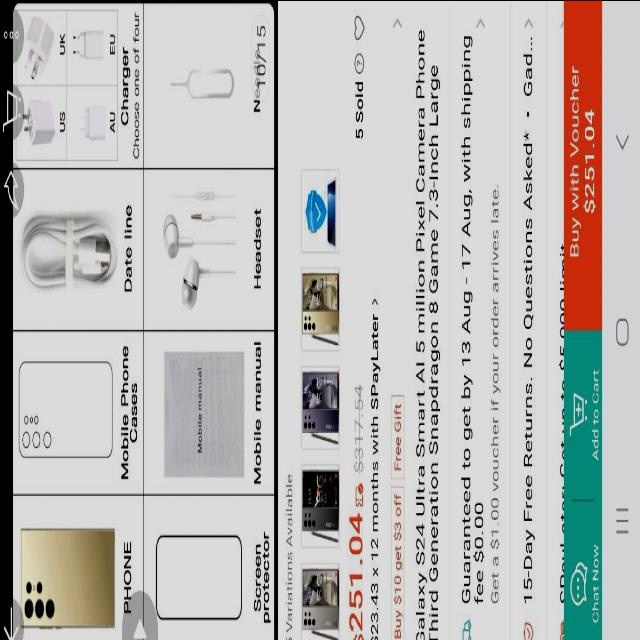 PHONE
Mobile Phone
Cases
Date line
US
UK
AU
EU
Charger
Choose one of four
Screen
protector
Mobile manual
Mobile manual
Headset
10/15
Variations Available
$251.04 $317.54
5 Sold
$23.43 x 12 months with SPayLater >
Buy $10 get $3 off
Free Gift
Galaxy S24 Ultra Smart AI 5 million Pixel Camera Phone
Third Generation Snapdragon 8 Game 7.3-Inch Large
Guaranteed to get by 13 Aug - 17 Aug, with shipping
fee $0.00
Get a $1.00 voucher if your order arrives late.
15-Day Free Returns. No Questions Asked* • Gad...
Chat Now
Add to Cart
Buy with Voucher
$251.04